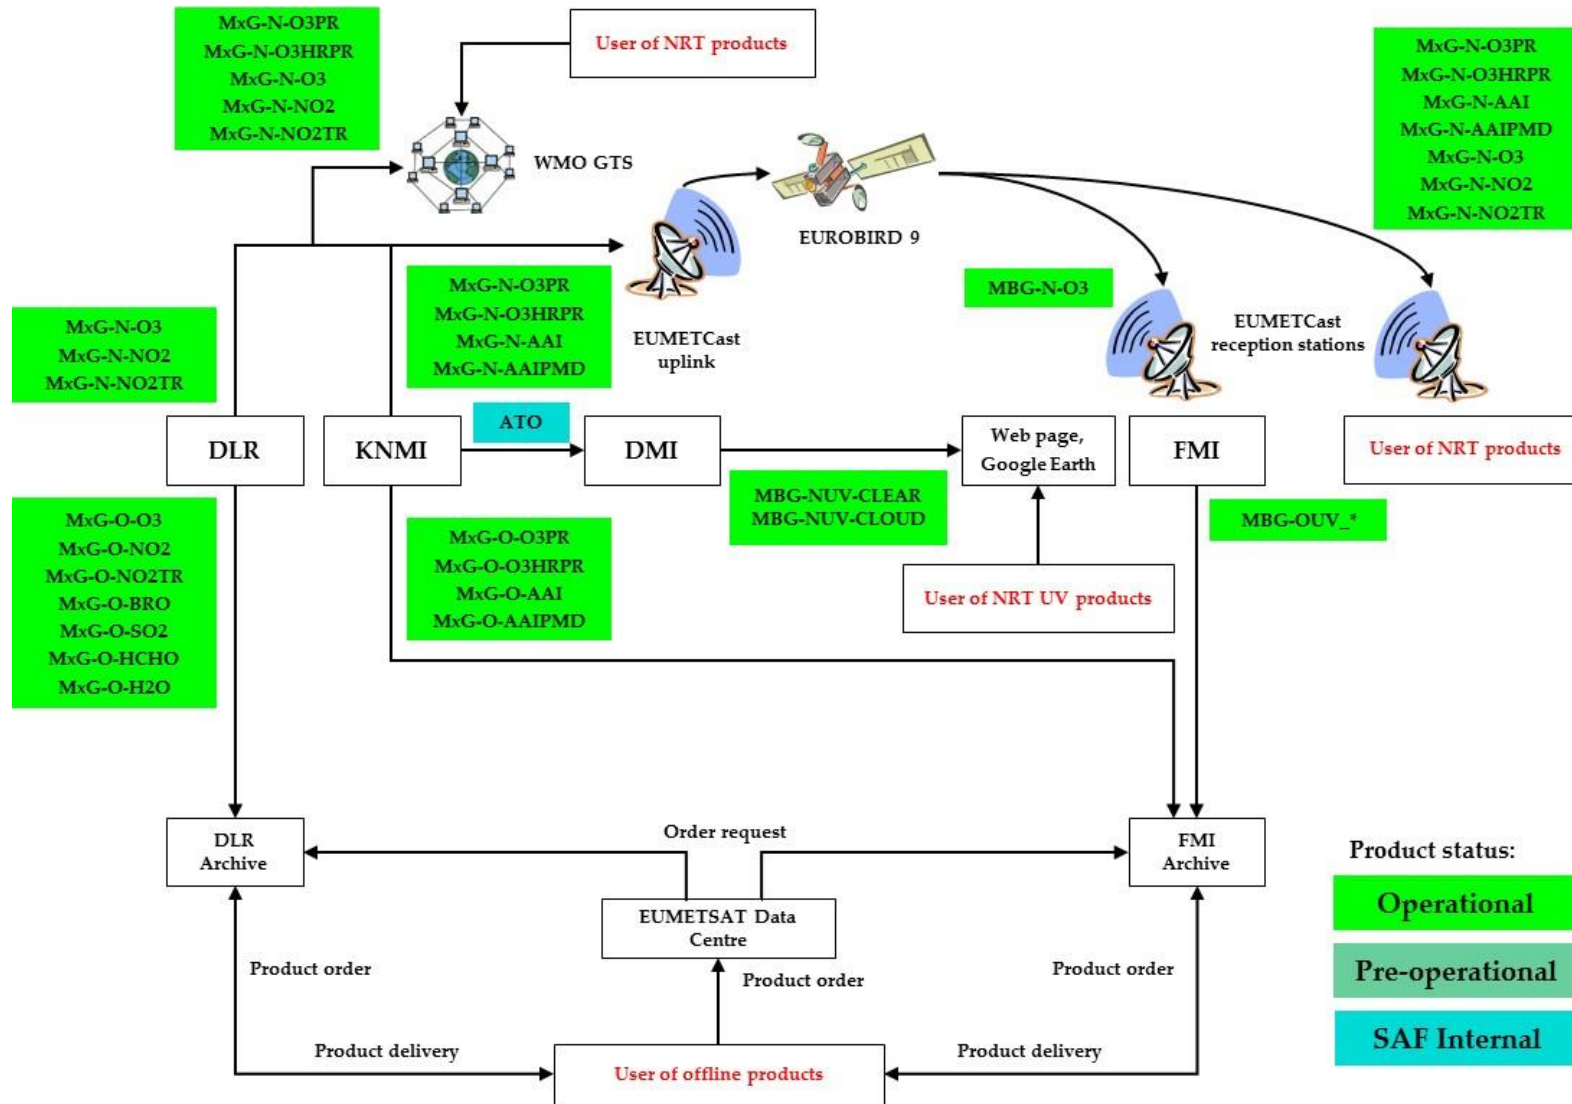 MxG-N-O3PR
MxG-N-O3HRPR
MxG-N-O3
MxG-N-NO2
MxG-N-NO2TR
User of NRT products
WMO GTS
EUROBIRD 9
MxG-N-O3PR
MxG-N-O3HRPR
MxG-N-AAI
MxG-N-AAIPMD
MxG-N-O3
MxG-N-NO2
MxG-N-NO2TR
MxG-N-O3
MxG-N-NO2
MxG-N-NO2TR
MxG-N-O3PR
MxG-N-O3HRPR
MxG-N-AAI
MxG-N-AAIPMD
EUMETCast
uplink
MBG-N-O3
EUMETCast
reception stations
DLR
KNMI
ATO
DMI
Web page,
Google Earth
FMI
User of NRT products
MxG-O-O3
MxG-O-NO2
MxG-O-NO2TR
MxG-O-BRO
MxG-O-SO2
MxG-O-HCHO
MxG-O-H2O
MxG-O-O3PR
MxG-O-O3HRPR
MxG-O-AAI
MxG-O-AAIPMD
MBG-NUV-CLEAR
MBG-NUV-CLOUD
MBG-OUV_*
User of NRT UV products
DLR
Archive
Order request
FMI
Archive
EUMETSAT Data
Centre
Product order
Product order
Product order
Product delivery
User of offline products
Product delivery
Product status:
Operational
Pre-operational
SAF Internal